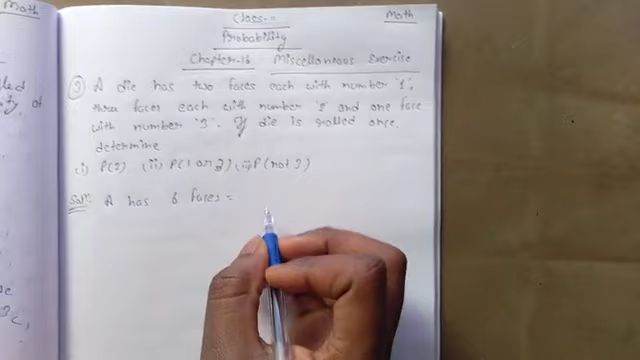 Math
Class-11
Math
Probability
Chapter-16 Miscellaneous Exercise
③ A die has two faces each with number '1',
three faces each with number '2' and one face
with number '3'. If die is rolled once,
determine
(i) P(2) (ii) P(1 or 3) (iii) P(not 3)
Solⁿ: A has 6 faces =